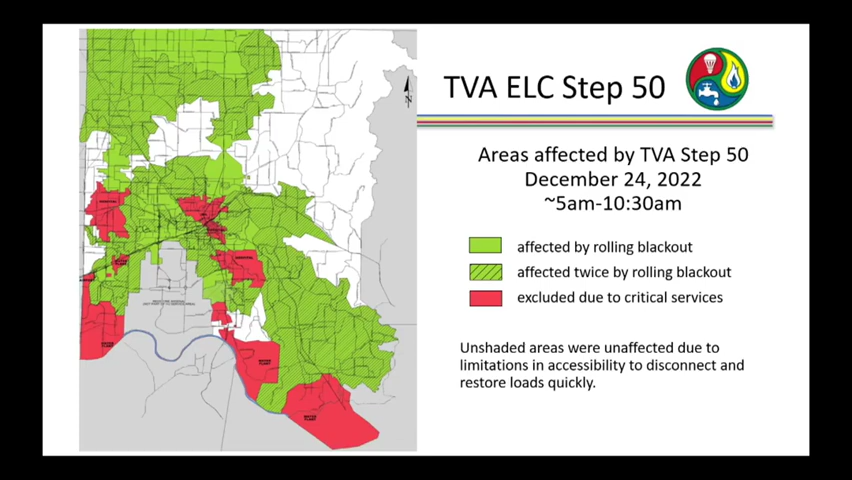 TVA ELC Step 50
Areas affected by TVA Step 50
December 24, 2022
~5am-10:30am
affected by rolling blackout
affected twice by rolling blackout
excluded due to critical services
Unshaded areas were unaffected due to
limitations in accessibility to disconnect and
restore loads quickly.
N